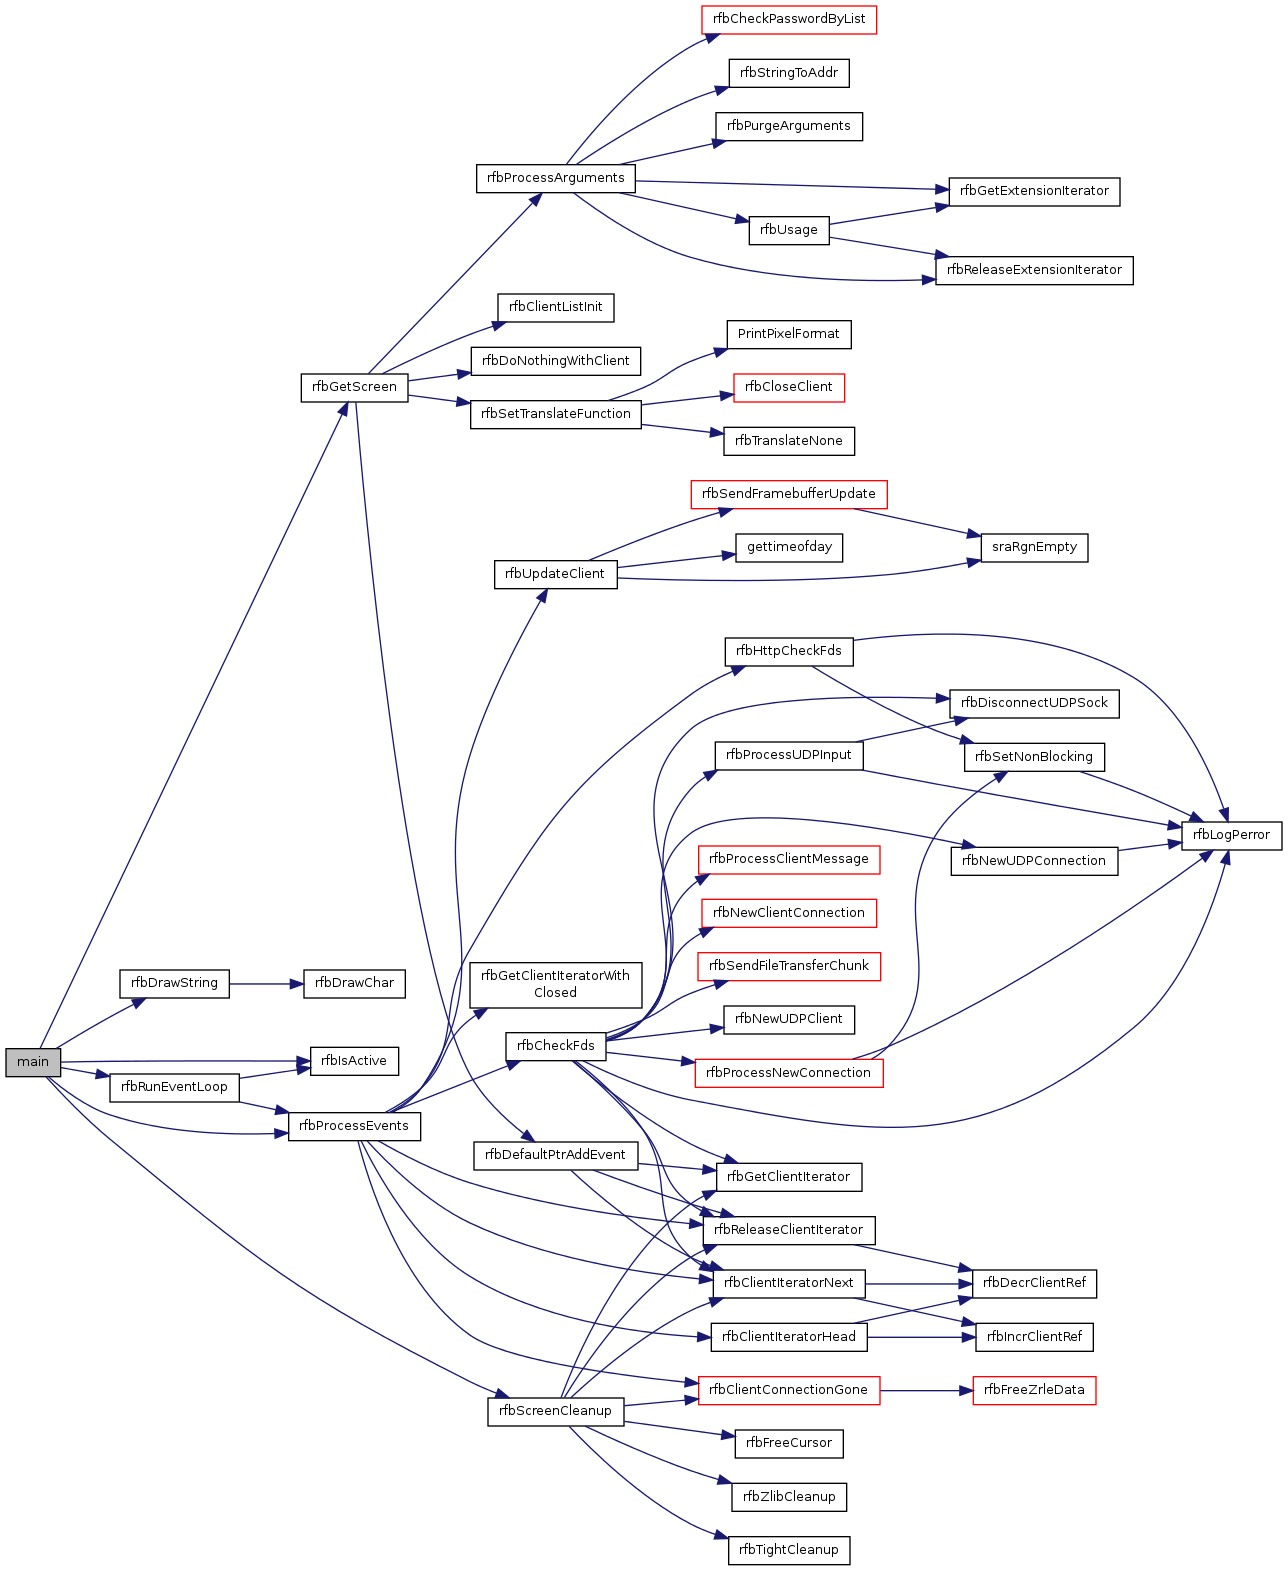 rfbCheckPasswordByList
rfbStringToAddr
rfbPurgeArguments
rfbProcessArguments
rfbGetExtensionIterator
rfbUsage
rfbReleaseExtensionIterator
rfbClientListInit
PrintPixelFormat
rfbDoNothingWithClient
rfbGetScreen
rfbCloseClient
rfbSetTranslateFunction
rfbTranslateNone
rfbSendFramebufferUpdate
gettimeofday
sraRgnEmpty
rfbUpdateClient
rfbHttpCheckFds
rfbDisconnectUDPSock
rfbProcessUDPInput
rfbSetNonBlocking
rfbLogPerror
rfbProcessClientMessage
rfbNewUDPConnection
rfbNewClientConnection
rfbSendFileTransferChunk
rfbGetClientIteratorWith
Closed
rfbDrawString
rfbDrawChar
rfbNewUDPClient
rfbCheckFds
main
rfbIsActive
rfbProcessNewConnection
rfbRunEventLoop
rfbProcessEvents
rfbDefaultPtrAddEvent
rfbGetClientIterator
rfbReleaseClientIterator
rfbClientIteratorNext
rfbDecrClientRef
rfbClientIteratorHead
rfbIncrClientRef
rfbClientConnectionGone
rfbFreeZrleData
rfbScreenCleanup
rfbFreeCursor
rfbZlibCleanup
rfbTightCleanup